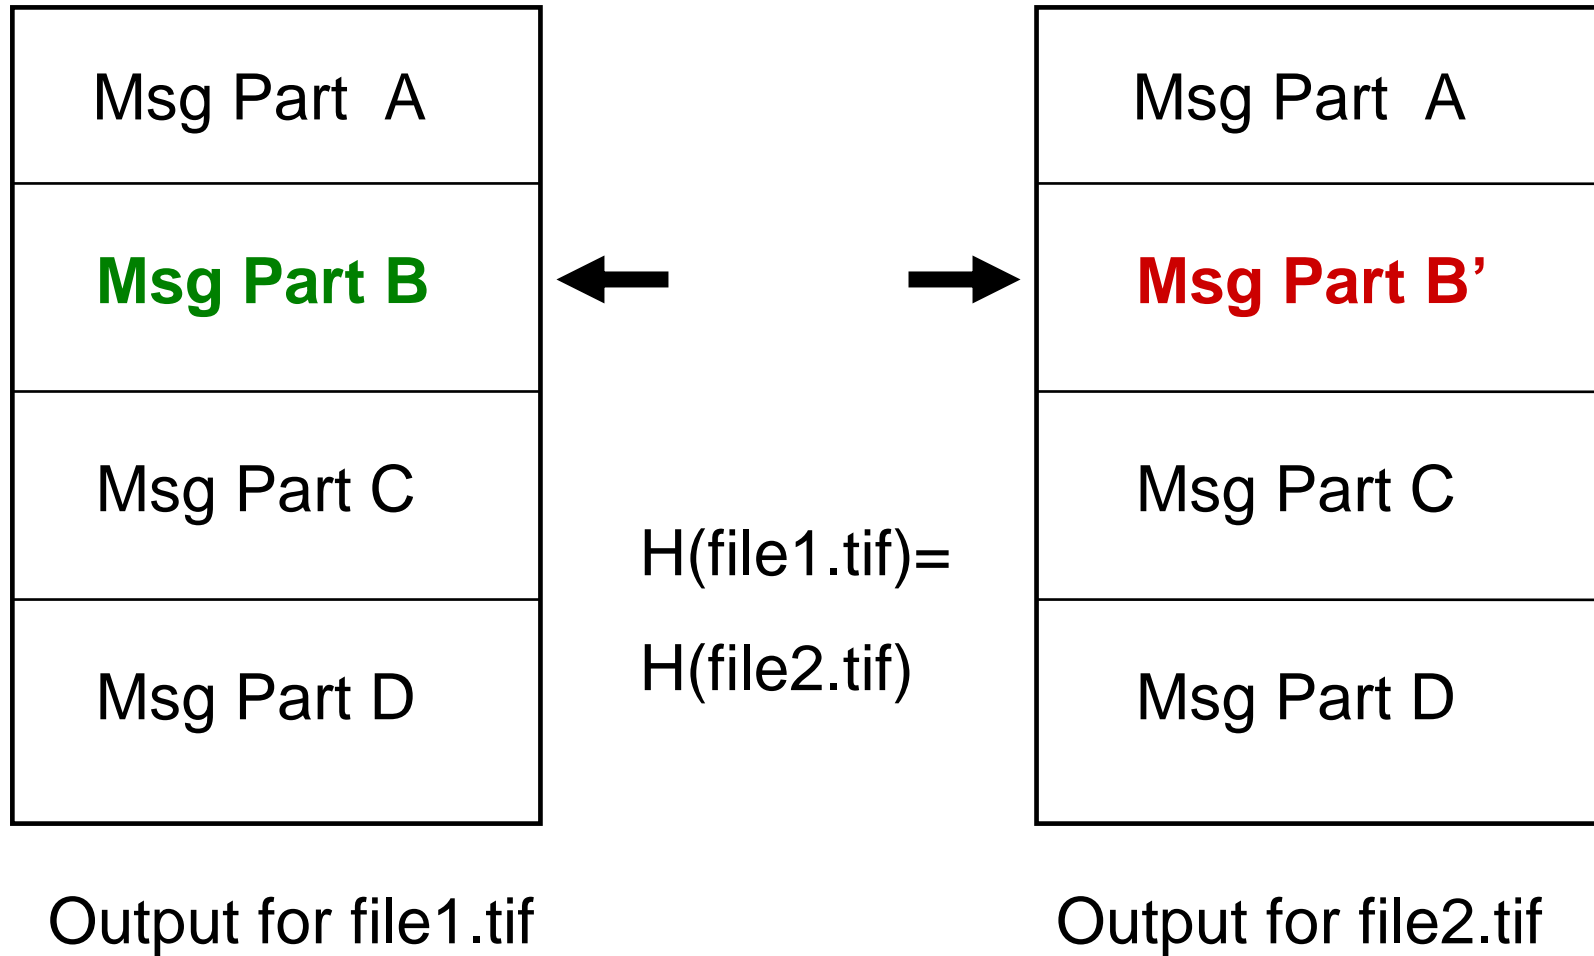 Msg Part A
Msg Part B
Msg Part C
Msg Part D
Output for file1.tif
H(file1.tif)=
H(file2.tif)
Msg Part A
Msg Part B’
Msg Part C
Msg Part D
Output for file2.tif